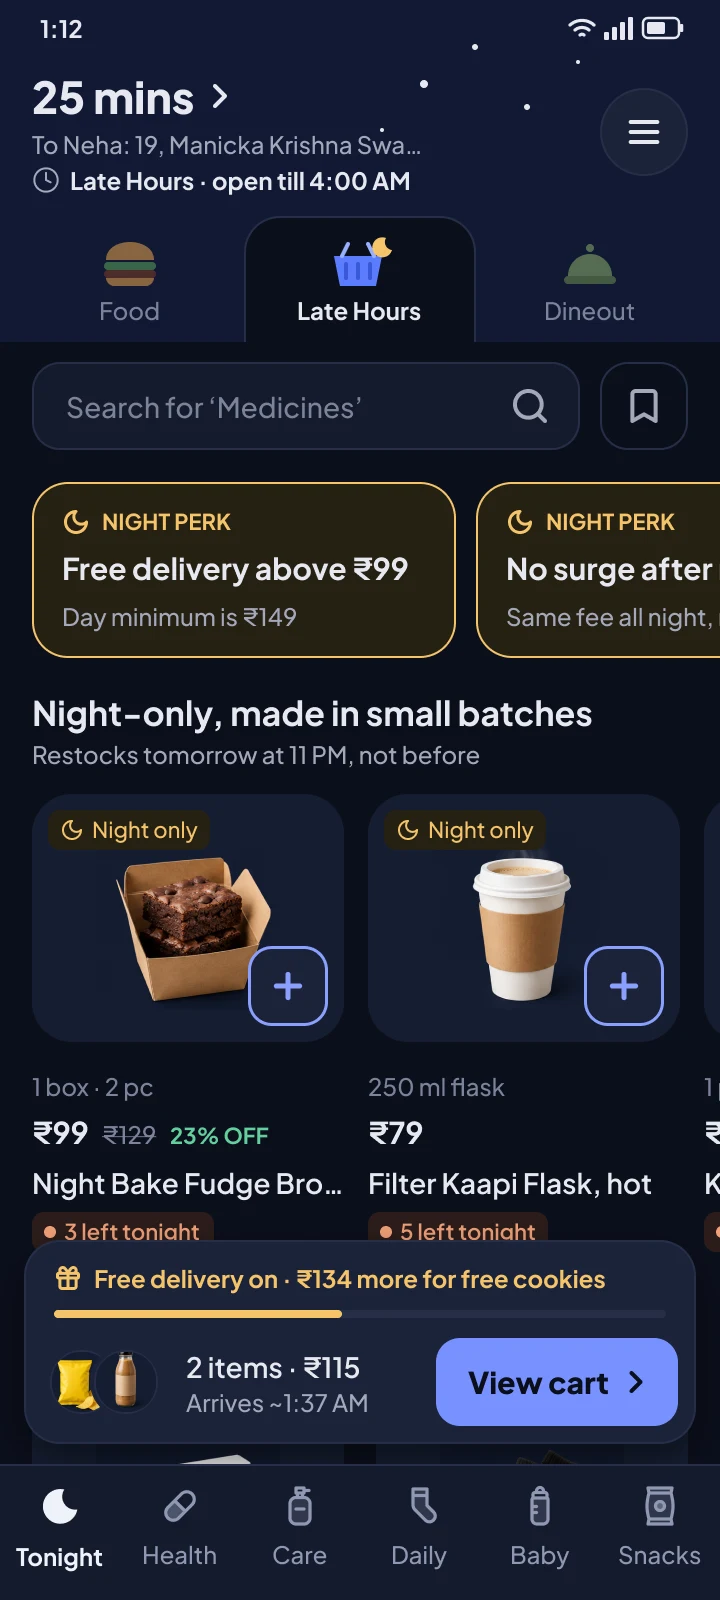 1:12
25 mins
To Neha: 19, Manicka Krishna Swa...
Late Hours · open till 4:00 AM
Food
Late Hours
Dineout
Search for ‘Medicines’
NIGHT PERK
Free delivery above ₹99
Day minimum is ₹149
NIGHT PERK
No surge after
Same fee all night,
Night-only, made in small batches
Restocks tomorrow at 11 PM, not before
Night only
Night only
1 box · 2 pc
250 ml flask
₹99 ₹129 23% OFF
₹79
Night Bake Fudge Bro...
Filter Kaapi Flask, hot
3 left tonight
5 left tonight
Free delivery on · ₹134 more for free cookies
2 items · ₹115
Arrives ~1:37 AM
View cart
Tonight
Health
Care
Daily
Baby
Snacks